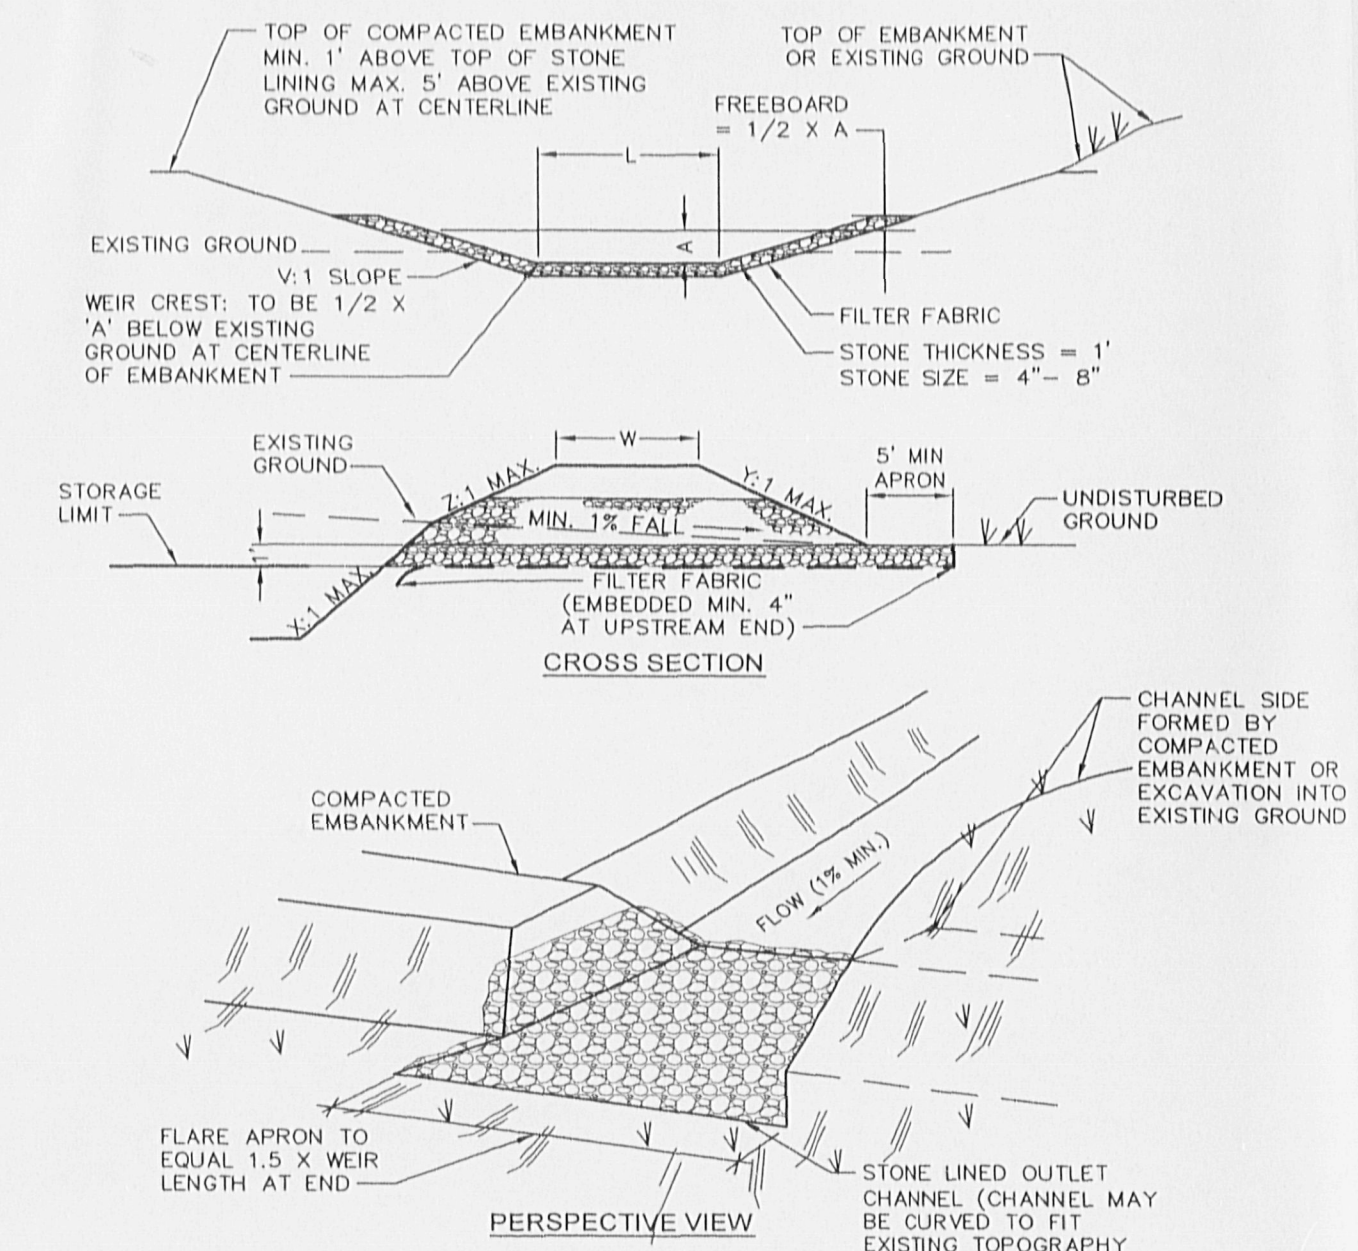 TOP OF COMPACTED EMBANKMENT
MIN. 1' ABOVE TOP OF STONE
LINING MAX. 5' ABOVE EXISTING
GROUND AT CENTERLINE
TOP OF EMBANKMENT
OR EXISTING GROUND
FREEBOARD
= 1/2 X A
L
A
EXISTING GROUND
V:1 SLOPE
WEIR CREST: TO BE 1/2 X
'A' BELOW EXISTING
GROUND AT CENTERLINE
OF EMBANKMENT
FILTER FABRIC
STONE THICKNESS = 1'
STONE SIZE = 4"- 8"
EXISTING
GROUND
W
Z:1 MAX.
Y:1 MAX.
5' MIN
APRON
STORAGE
LIMIT
UNDISTURBED
GROUND
MIN. 1% FALL
1'
X:1 MAX.
FILTER FABRIC
(EMBEDDED MIN. 4"
AT UPSTREAM END)
CROSS SECTION
CHANNEL SIDE
FORMED BY
COMPACTED
EMBANKMENT OR
EXCAVATION INTO
EXISTING GROUND
COMPACTED
EMBANKMENT
FLOW (1% MIN.)
FLARE APRON TO
EQUAL 1.5 X WEIR
LENGTH AT END
STONE LINED OUTLET
CHANNEL (CHANNEL MAY
BE CURVED TO FIT
EXISTING TOPOGRAPHY
PERSPECTIVE VIEW